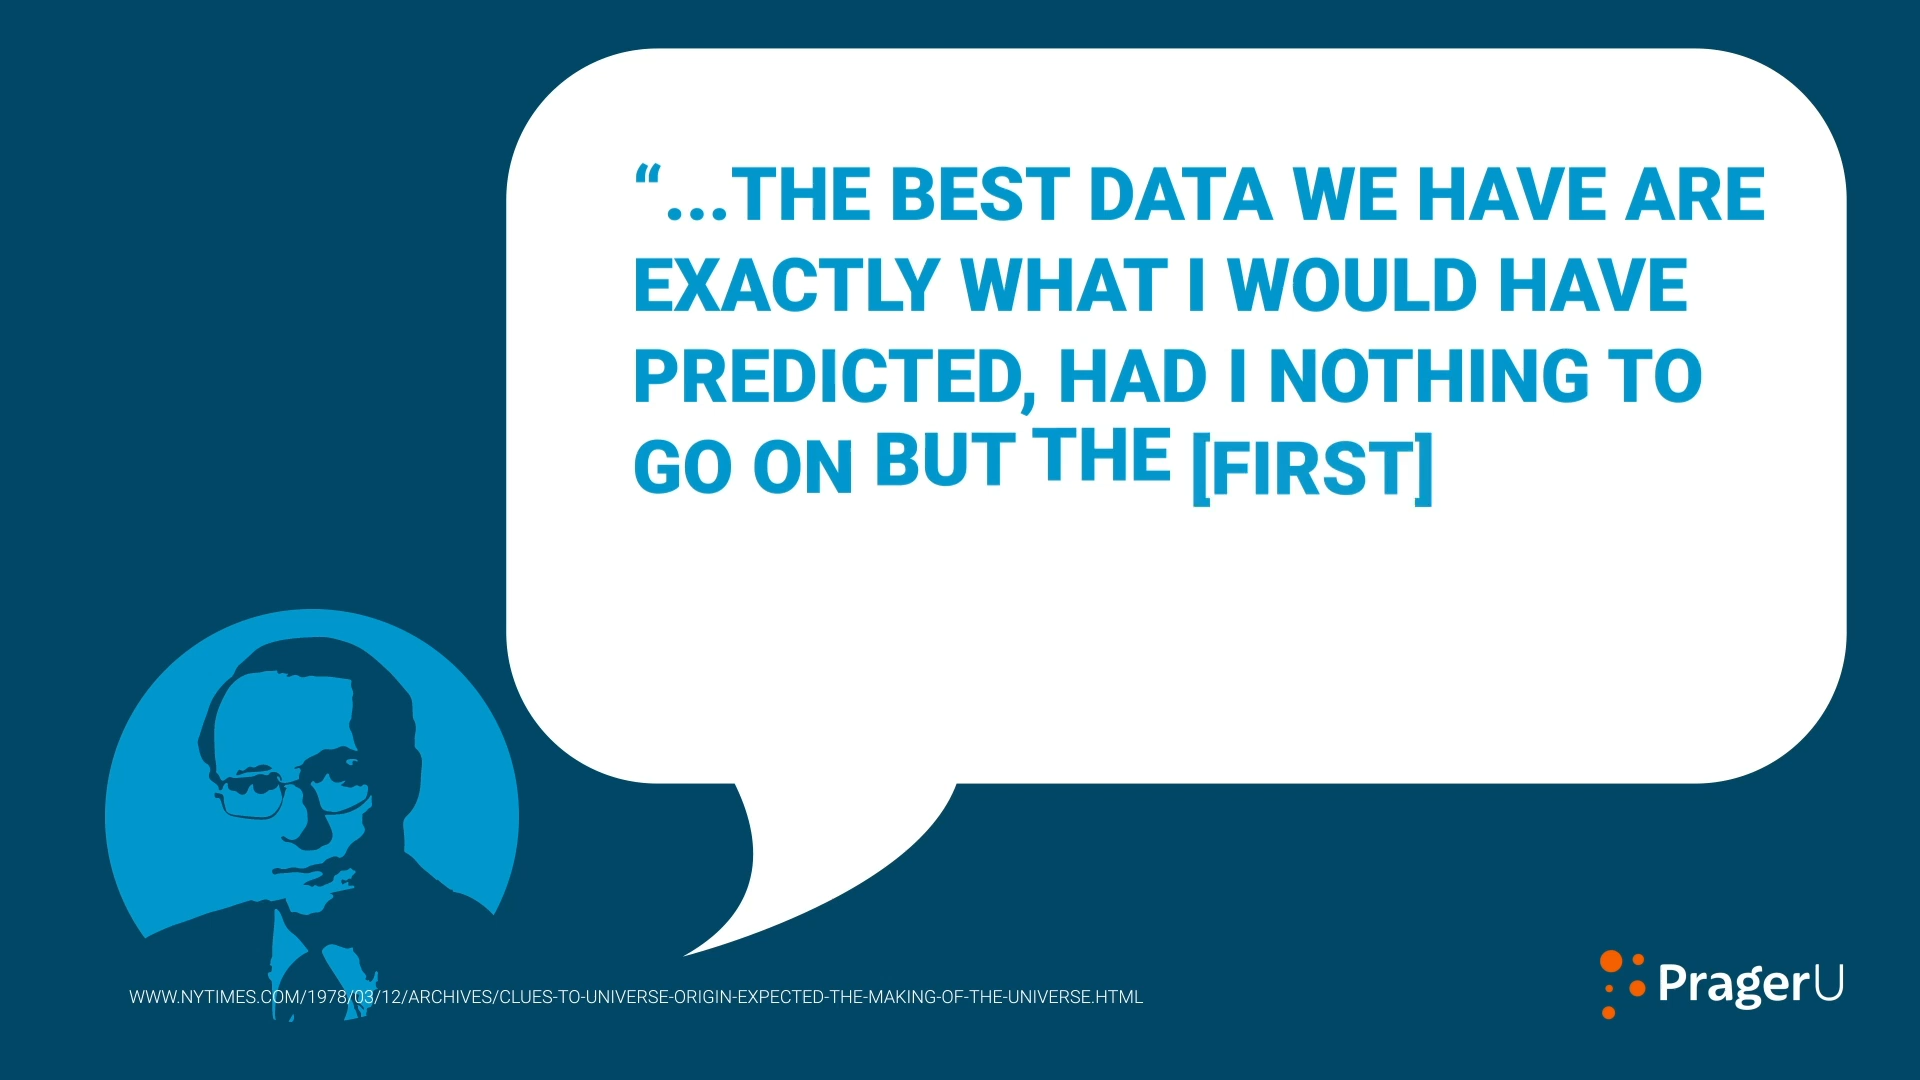 “...THE BEST DATA WE HAVE ARE
EXACTLY WHAT I WOULD HAVE
PREDICTED, HAD I NOTHING TO
GO ON BUT THE [FIRST]
WWW.NYTIMES.COM/1978/03/12/ARCHIVES/CLUES-TO-UNIVERSE-ORIGIN-EXPECTED-THE-MAKING-OF-THE-UNIVERSE.HTML
PragerU